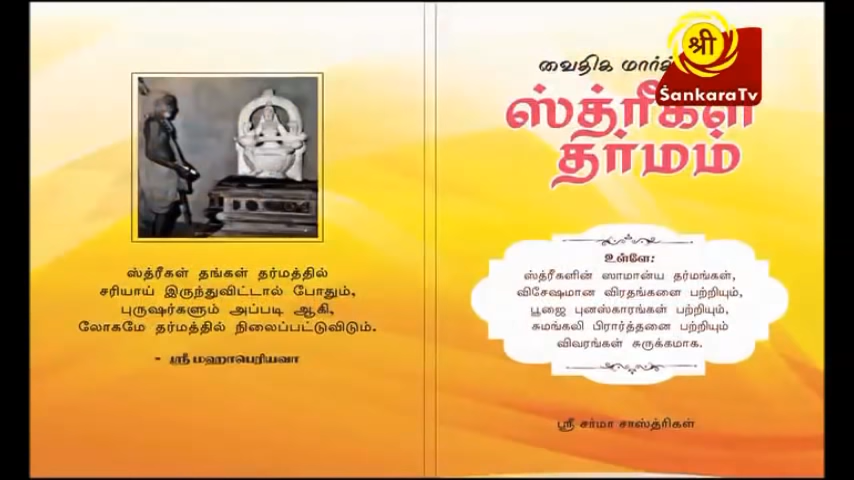 ஸ்த்ரீகள் தங்கள் தர்மத்தில்
சரியாய் இருந்துவிட்டால் போதும்,
புருஷர்களும் அப்படி ஆகி,
லோகமே தர்மத்தில் நிலைப்பட்டுவிடும்.
- ஸ்ரீ மஹாபெரியவா
श्री
ŚankaraTv
வைதிக
ஸ்த்ரீகள்
தர்மம்
உள்ளே:
ஸ்த்ரீகளின் ஸாமான்ய தர்மங்கள்,
விசேஷமான விரதங்களை பற்றியும்,
பூஜை புனஸ்காரங்கள் பற்றியும்,
சுமங்கலி பிரார்த்தனை பற்றியும்
விவரங்கள் சுருக்கமாக.
ஸ்ரீ சர்மா சாஸ்த்ரிகள்